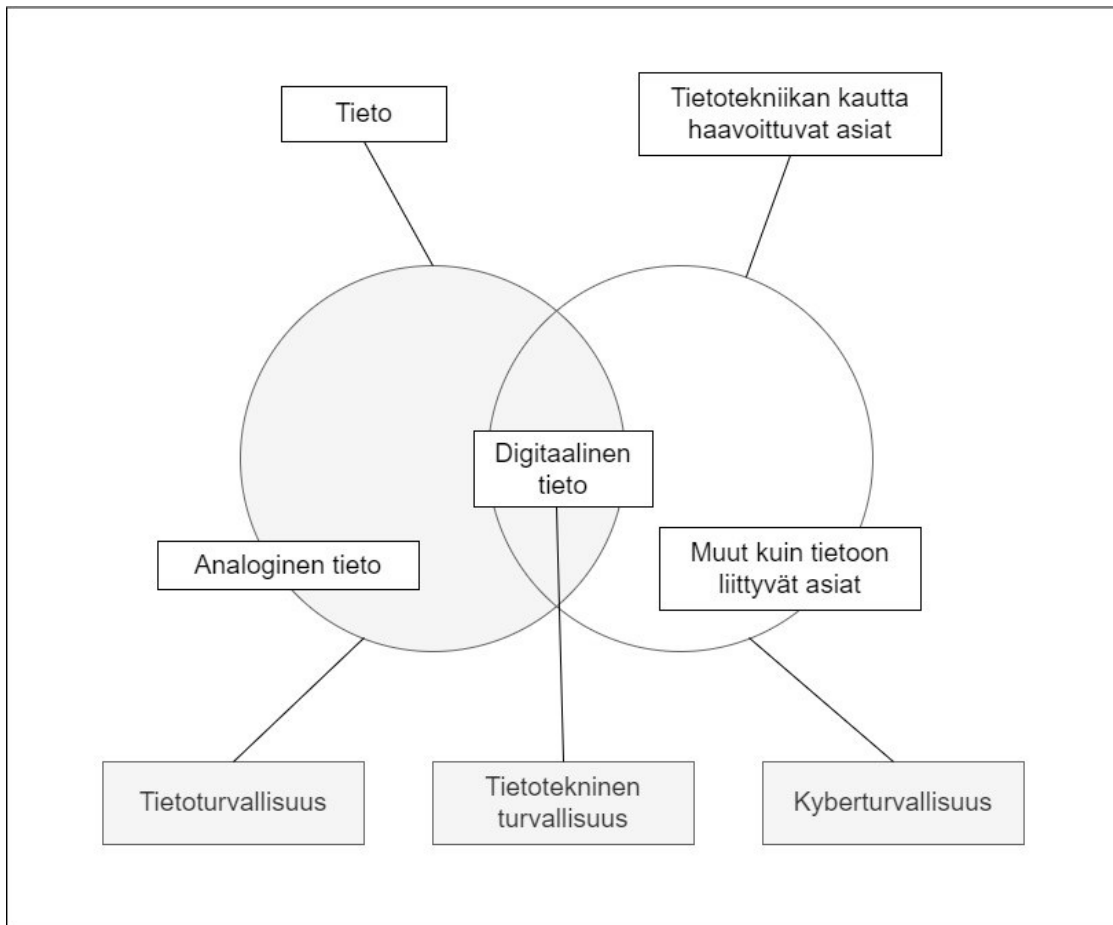 Tieto
Tietotekniikan kautta
haavoittuvat asiat
Digitaalinen
tieto
Analoginen tieto
Muut kuin tietoon
liittyvät asiat
Tietoturvallisuus
Tietotekninen
turvallisuus
Kyberturvallisuus